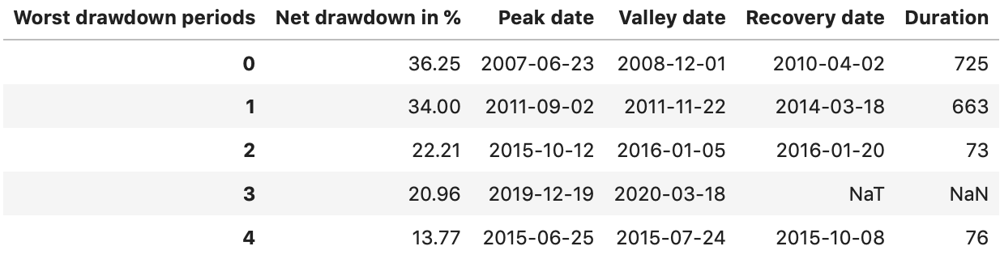 Worst drawdown periods Net drawdown in % Peak date Valley date Recovery date Duration
0 36.25 2007-06-23 2008-12-01 2010-04-02 725
1 34.00 2011-09-02 2011-11-22 2014-03-18 663
2 22.21 2015-10-12 2016-01-05 2016-01-20 73
3 20.96 2019-12-19 2020-03-18 NaT NaN
4 13.77 2015-06-25 2015-07-24 2015-10-08 76